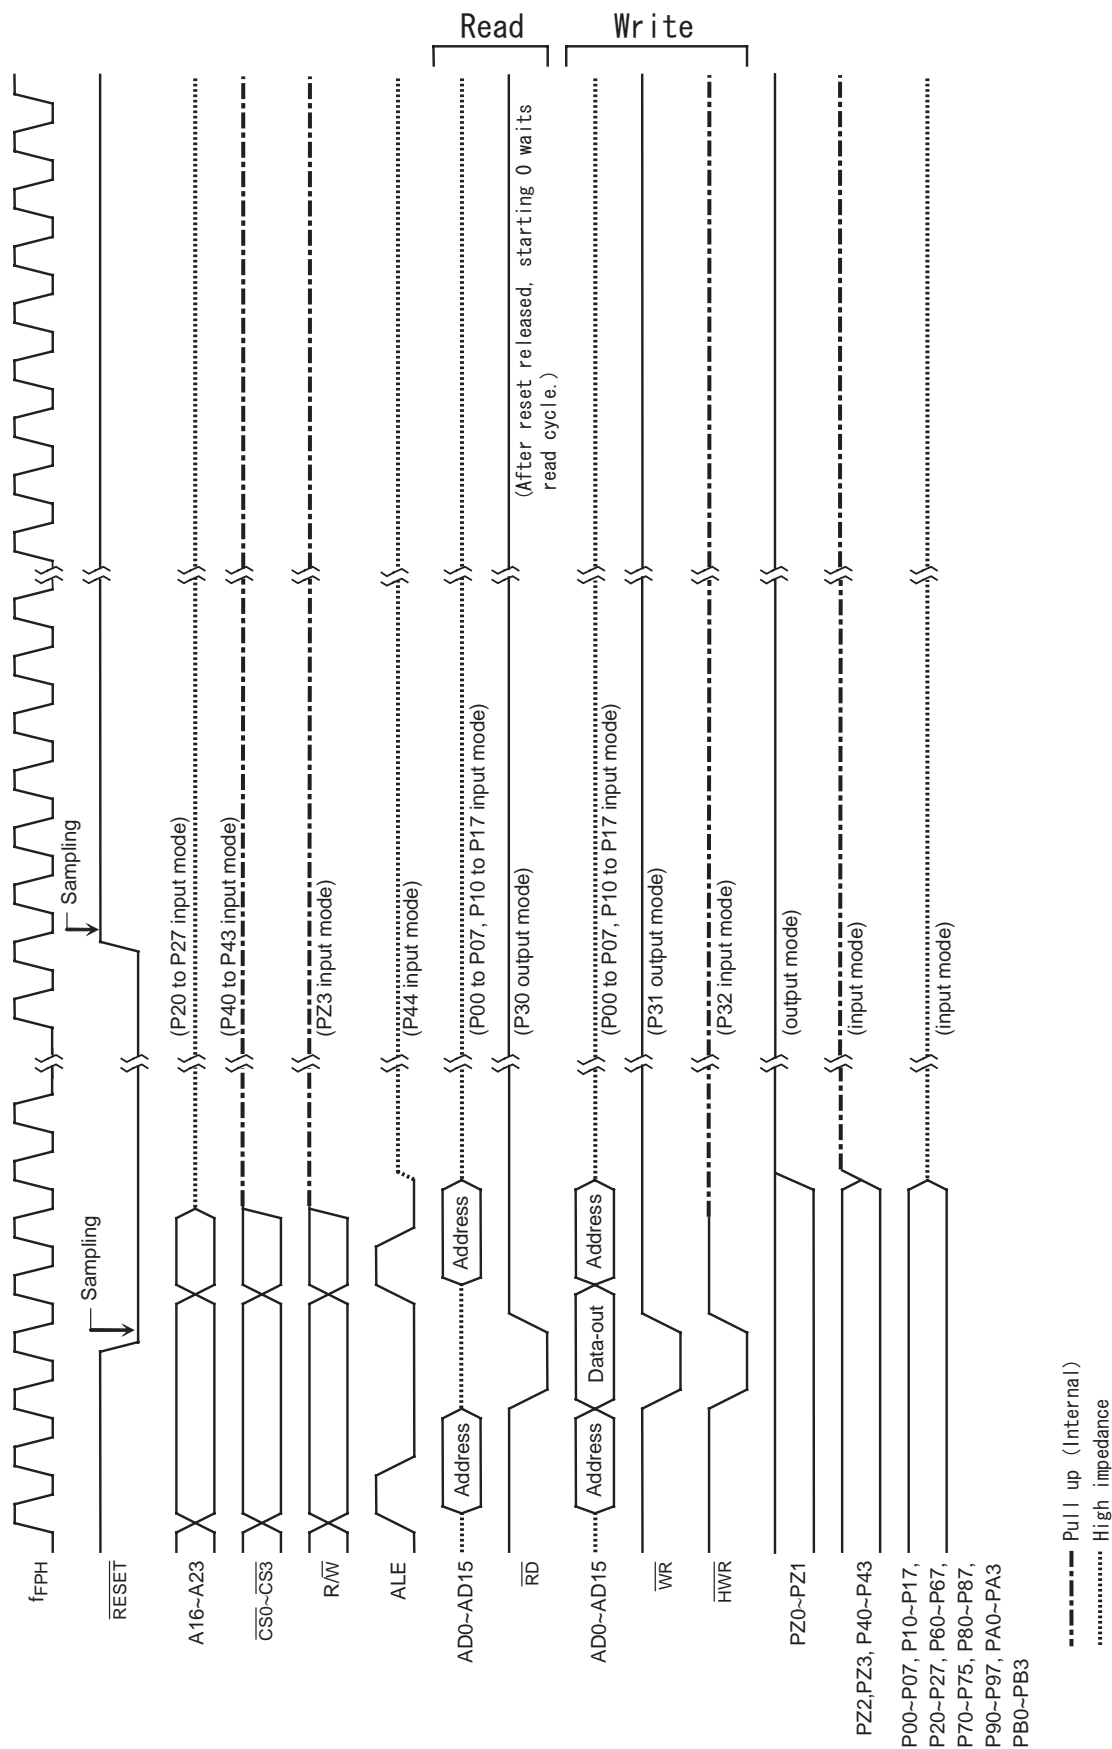 Read
Write
fFPH
RESET
Sampling
Sampling
A16~A23
(P20 to P27 input mode)
CS0~CS3
(P40 to P43 input mode)
R/W
(PZ3 input mode)
ALE
(P44 input mode)
AD0~AD15
Address
Address
(P00 to P07, P10 to P17 input mode)
RD
(P30 output mode)
(After reset released, starting 0 waits
read cycle.)
AD0~AD15
Address
Data-out
Address
(P00 to P07, P10 to P17 input mode)
WR
(P31 output mode)
HWR
(P32 input mode)
PZ0~PZ1
(output mode)
PZ2,PZ3, P40~P43
(input mode)
P00~P07, P10~P17,
P20~P27, P60~P67,
P70~P75, P80~P87,
P90~P97, PA0~PA3
PB0~PB3
(input mode)
Pull up (Internal)
High impedance